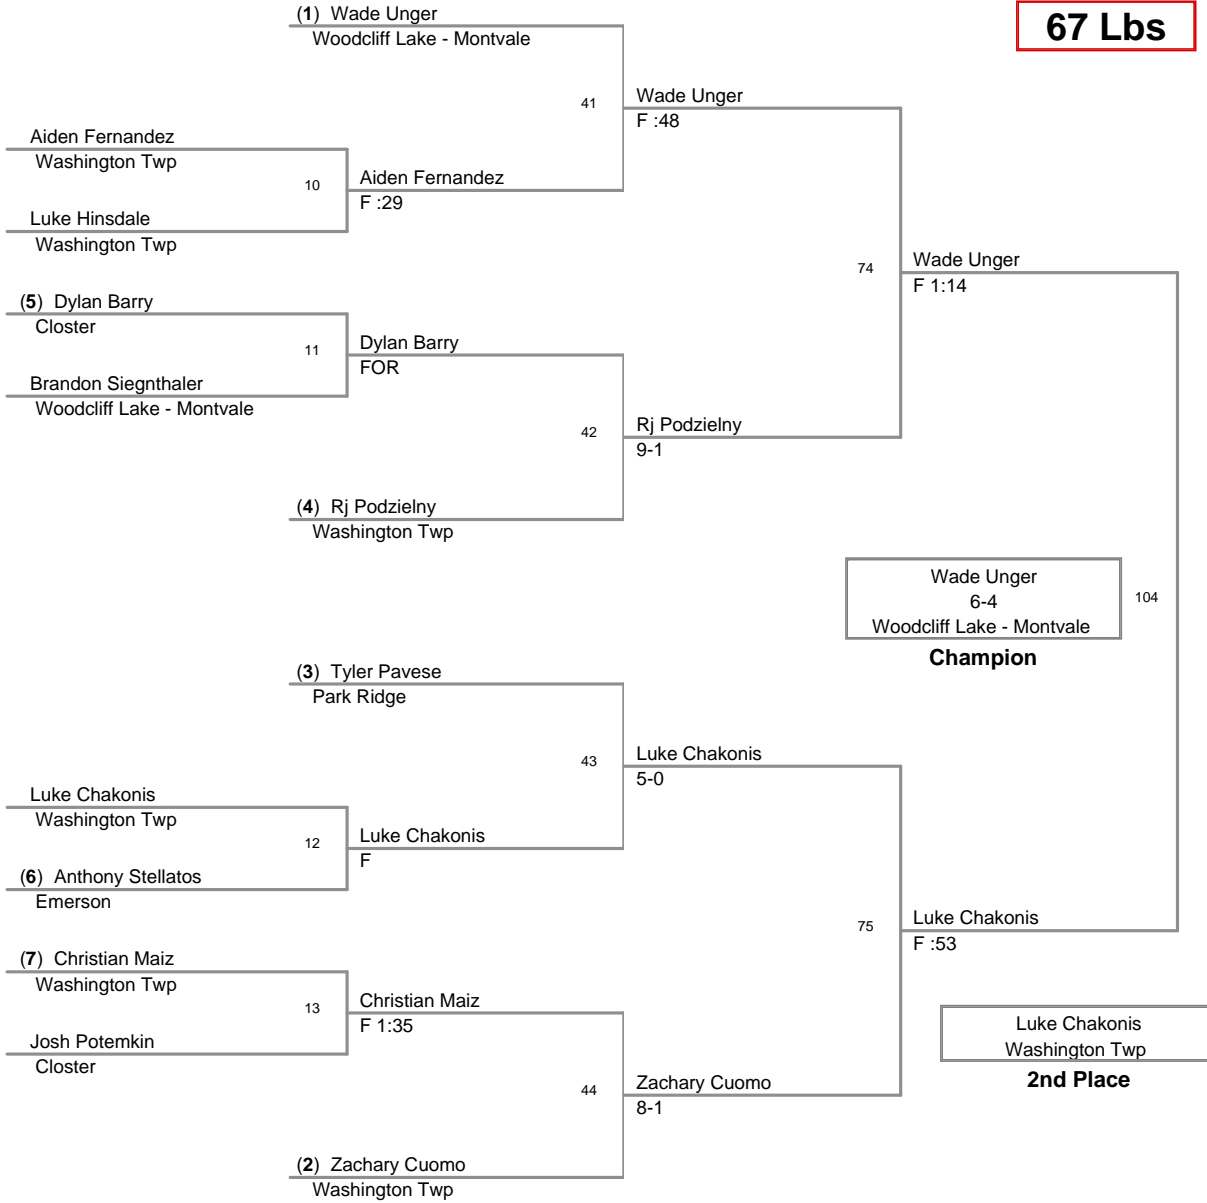 (1) Wade Unger
Woodcliff Lake - Montvale
67 Lbs
41
Wade Unger
F :48
Aiden Fernandez
Washington Twp
10
Aiden Fernandez
F :29
Luke Hinsdale
Washington Twp
74
Wade Unger
F 1:14
(5) Dylan Barry
Closter
11
Dylan Barry
FOR
Brandon Siegnthaler
Woodcliff Lake - Montvale
42
Rj Podzielny
9-1
(4) Rj Podzielny
Washington Twp
Wade Unger
6-4
Woodcliff Lake - Montvale
104
Champion
(3) Tyler Pavese
Park Ridge
43
Luke Chakonis
5-0
Luke Chakonis
Washington Twp
12
Luke Chakonis
F
(6) Anthony Stellatos
Emerson
75
Luke Chakonis
F :53
(7) Christian Maiz
Washington Twp
13
Christian Maiz
F 1:35
Josh Potemkin
Closter
Luke Chakonis
Washington Twp
2nd Place
44
Zachary Cuomo
8-1
(2) Zachary Cuomo
Washington Twp